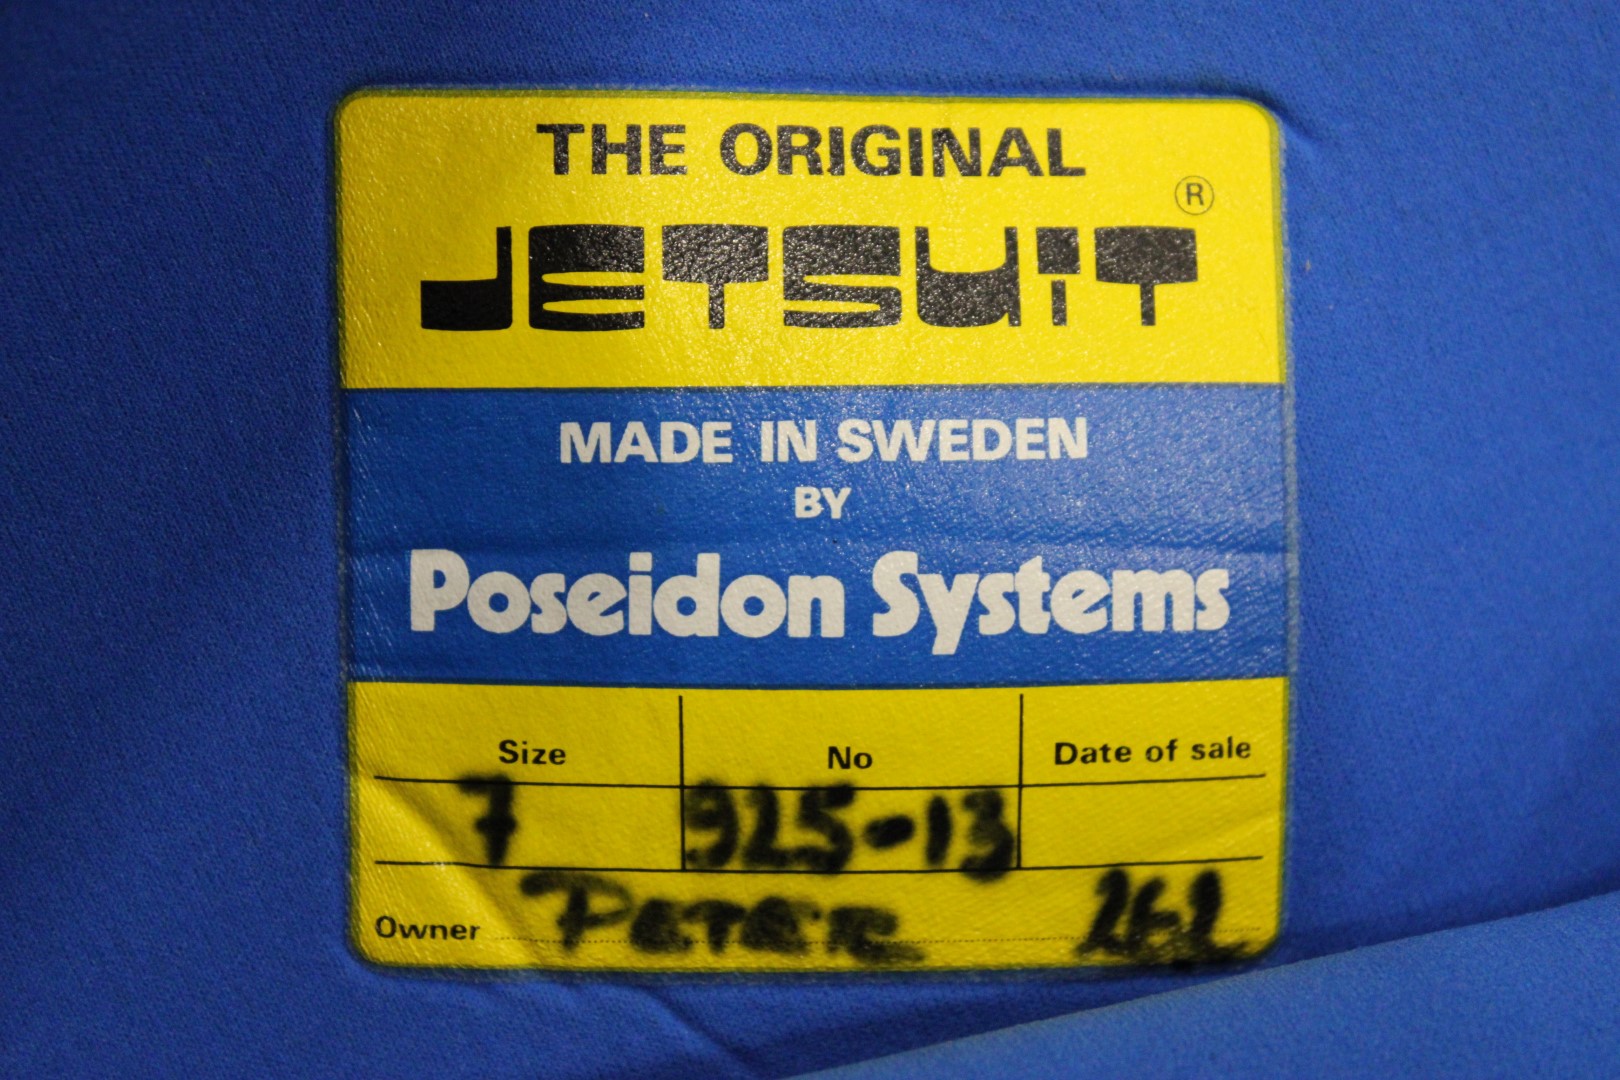 THE ORIGINAL
JETSUIT ®
MADE IN SWEDEN
BY
Poseidon Systems
Size No Date of sale
7 925-13
Owner PETER 262